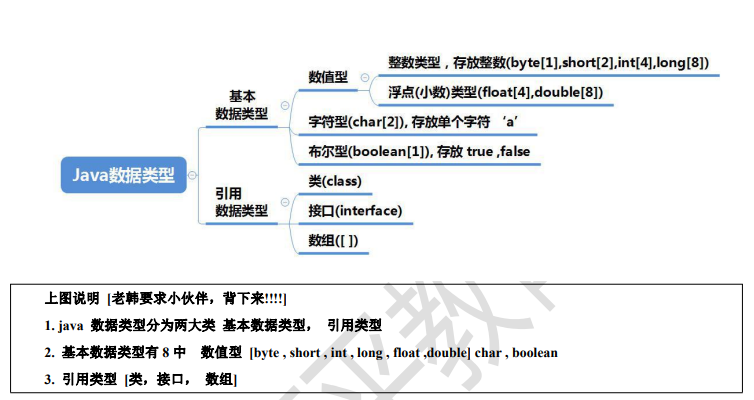 Java数据类型
基本
数据类型
数值型
整数类型，存放整数(byte[1],short[2],int[4],long[8])
浮点(小数)类型(float[4],double[8])
字符型(char[2]), 存放单个字符 ‘a’
布尔型(boolean[1]), 存放 true ,false
引用
数据类型
类(class)
接口(interface)
数组([ ])
上图说明 [老韩要求小伙伴，背下来!!!!]
1. java 数据类型分为两大类 基本数据类型， 引用类型
2. 基本数据类型有 8 中 数值型 [byte , short , int , long , float ,double] char , boolean
3. 引用类型 [类，接口， 数组]